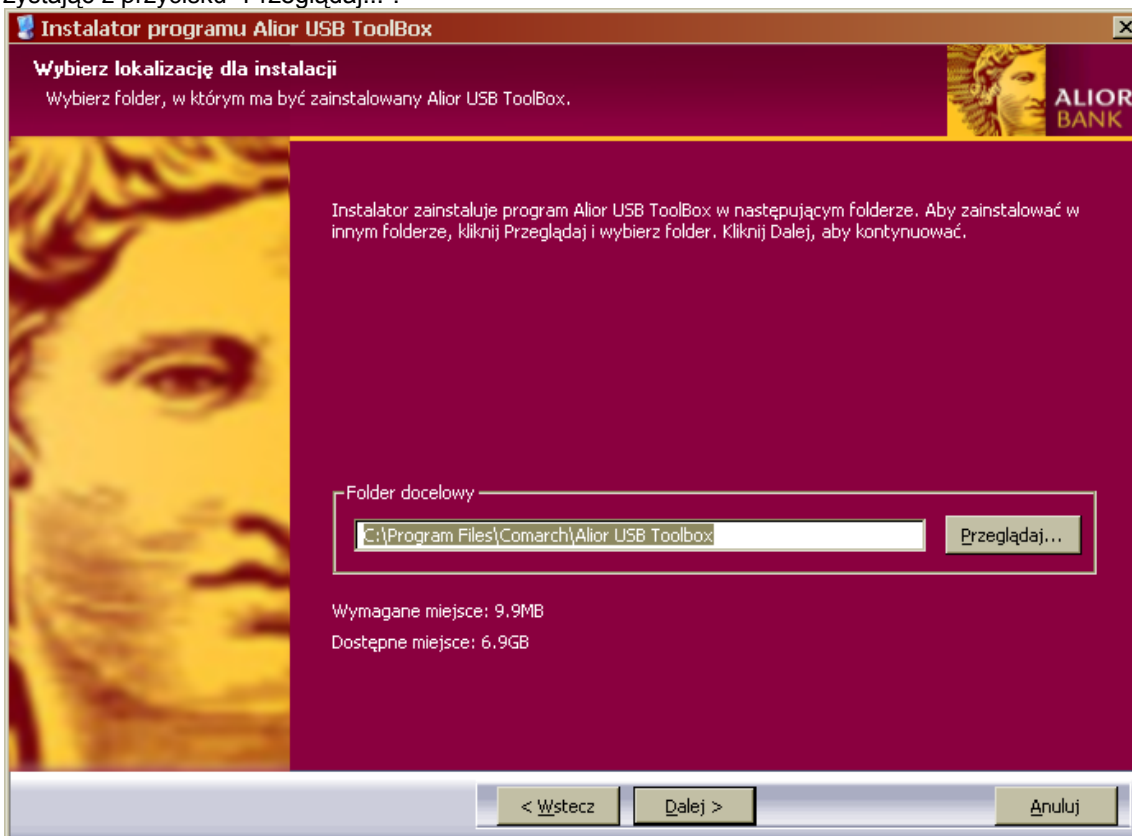 zystając z przycisku "Przeglądaj...".
Instalator programu Alior USB ToolBox
Wybierz lokalizację dla instalacji
Wybierz folder, w którym ma być zainstalowany Alior USB ToolBox.
ALIOR
BANK
Instalator zainstaluje program Alior USB ToolBox w następującym folderze. Aby zainstalować w
innym folderze, kliknij Przeglądaj i wybierz folder. Kliknij Dalej, aby kontynuować.
Folder docelowy
C:\Program Files\Comarch\Alior USB Toolbox
Przeglądaj...
Wymagane miejsce: 9.9MB
Dostępne miejsce: 6.9GB
< Wstecz
Dalej >
Anuluj